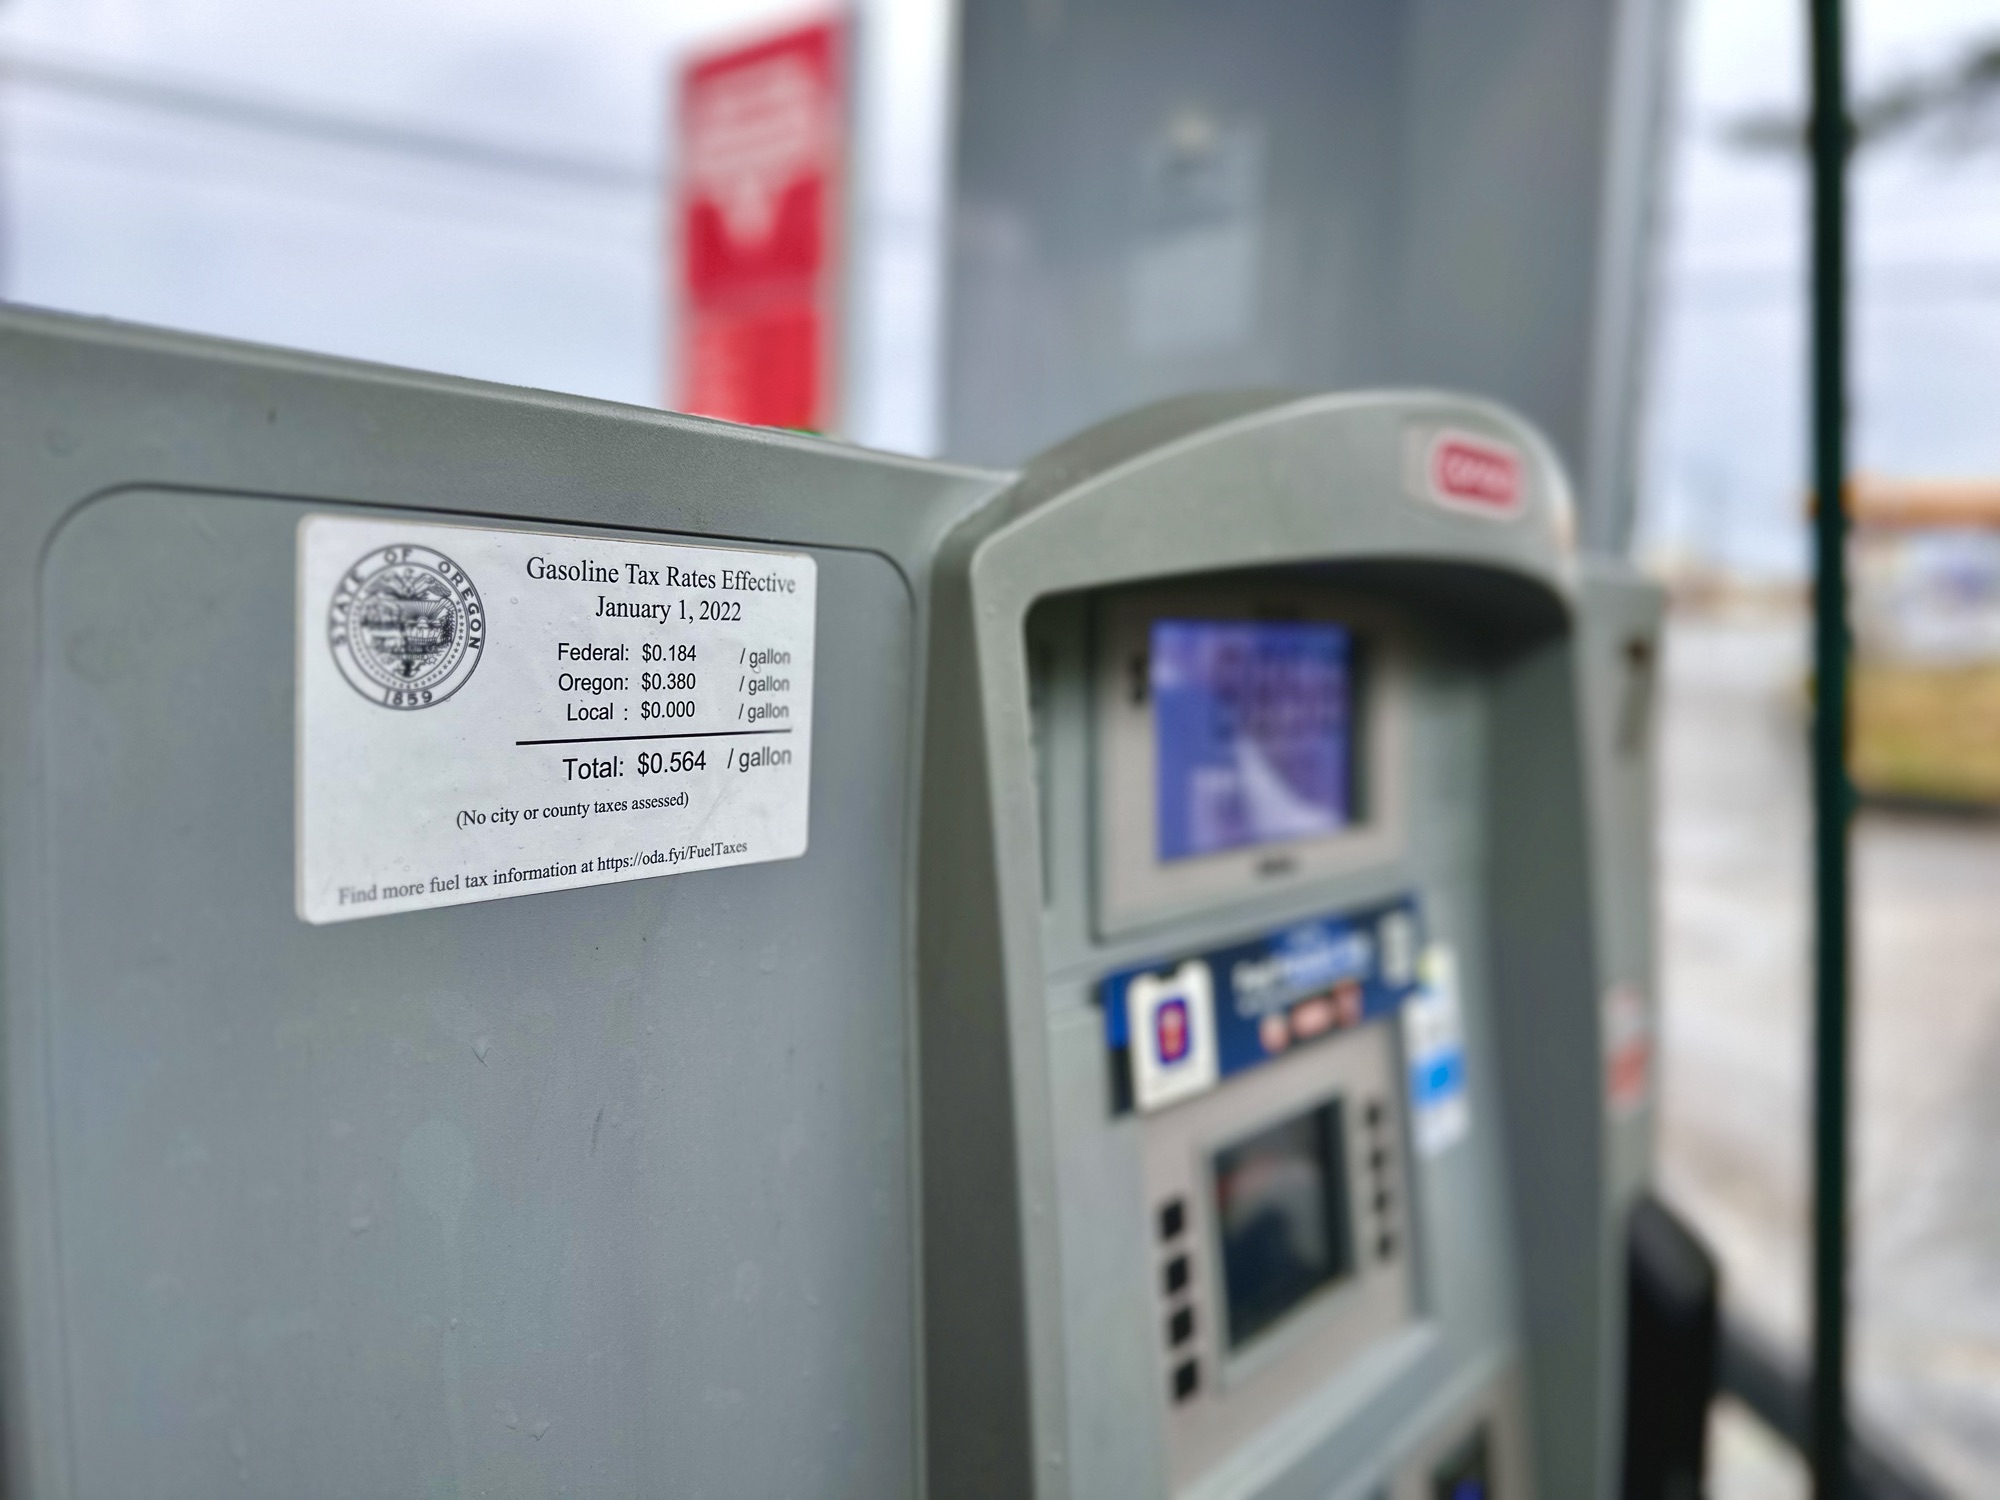 STATE OF OREGON
1859
Gasoline Tax Rates Effective
January 1, 2022
Federal: $0.184 / gallon
Oregon: $0.380 / gallon
Local : $0.000 / gallon
Total: $0.564 / gallon
(No city or county taxes assessed)
Find more fuel tax information at https://oda.fyi/FuelTaxes